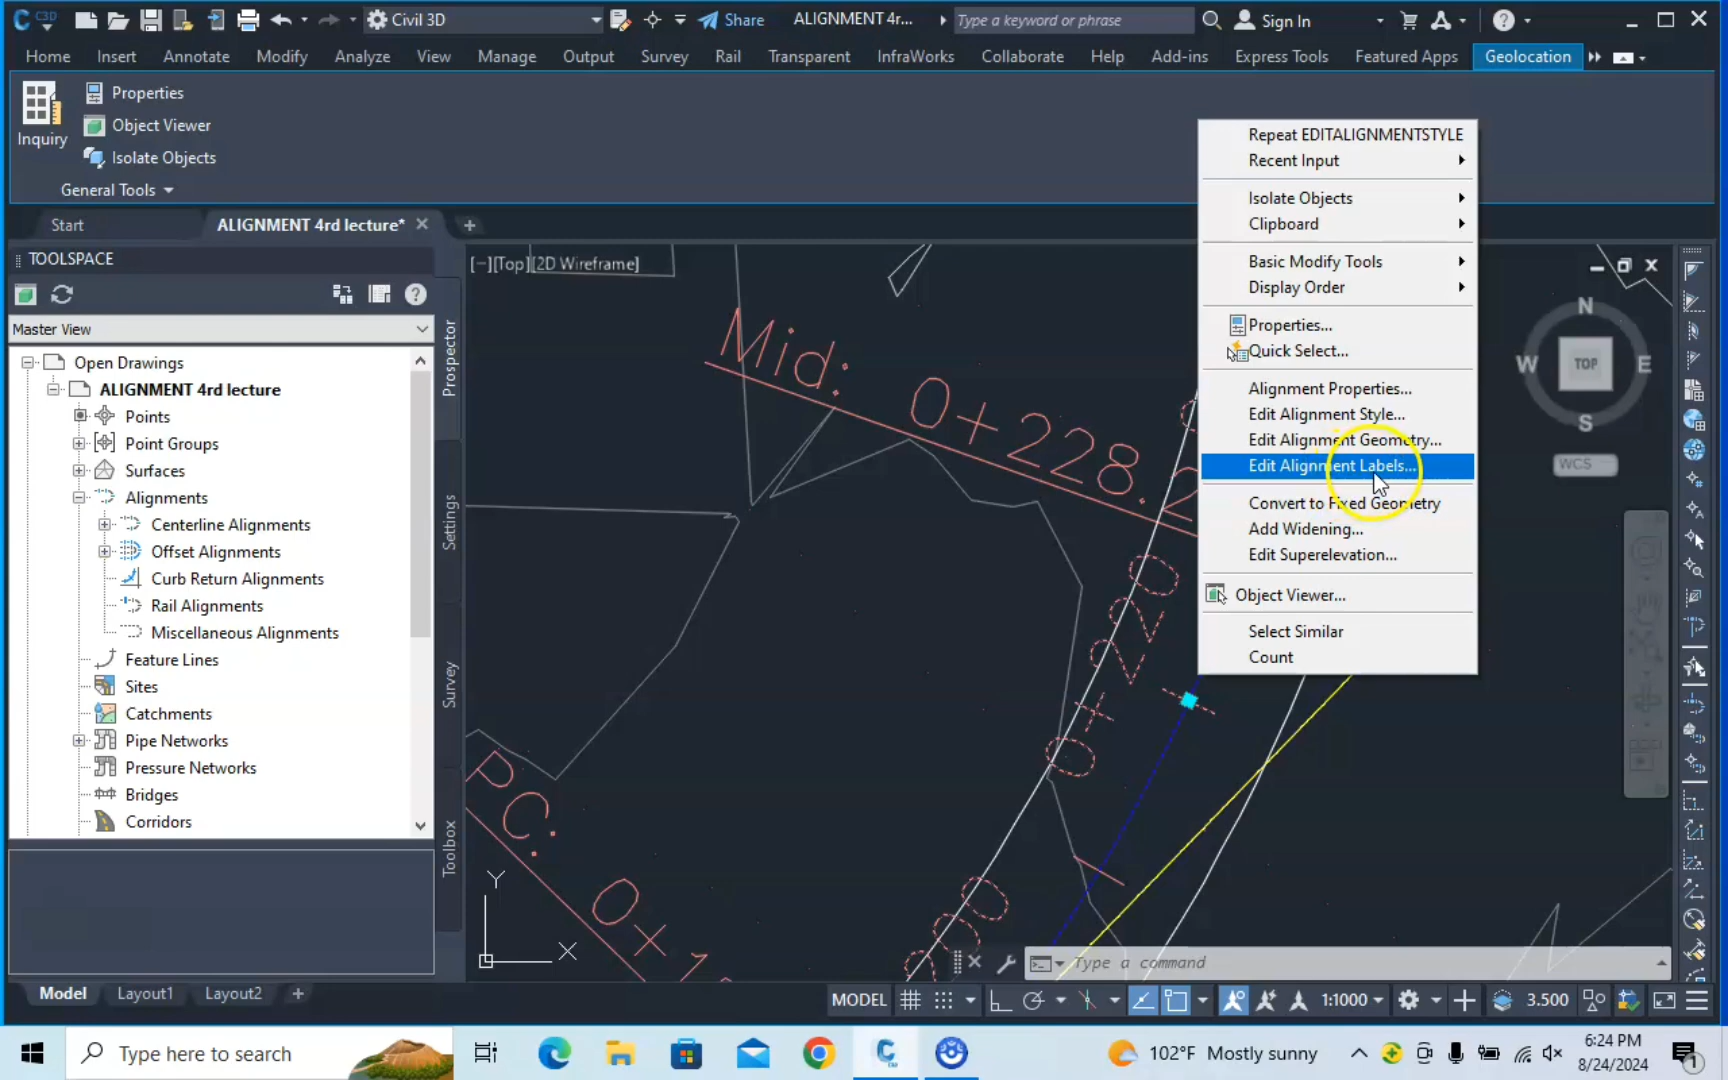 C3D
Civil 3D
Share
ALIGNMENT 4r...
Type a keyword or phrase
Sign In
Home
Insert
Annotate
Modify
Analyze
View
Manage
Output
Survey
Rail
Transparent
InfraWorks
Collaborate
Help
Add-ins
Express Tools
Featured Apps
Geolocation
Inquiry
Properties
Object Viewer
Isolate Objects
General Tools
Start
ALIGNMENT 4rd lecture*
TOOLSPACE
Master View
Open Drawings
ALIGNMENT 4rd lecture
Points
Point Groups
Surfaces
Alignments
Centerline Alignments
Offset Alignments
Curb Return Alignments
Rail Alignments
Miscellaneous Alignments
Feature Lines
Sites
Catchments
Pipe Networks
Pressure Networks
Bridges
Corridors
Prospector
Settings
Survey
Toolbox
[−][Top][2D Wireframe]
Mid: 0+228.2
0+220
PC: 0+1
Repeat EDITALIGNMENTSTYLE
Recent Input
Isolate Objects
Clipboard
Basic Modify Tools
Display Order
Properties...
Quick Select...
Alignment Properties...
Edit Alignment Style...
Edit Alignment Geometry...
Edit Alignment Labels...
Convert to Fixed Geometry
Add Widening...
Edit Superelevation...
Object Viewer...
Select Similar
Count
N
W
TOP
E
S
WCS
Y
X
Type a command
Model
Layout1
Layout2
MODEL
1:1000
3.500
Type here to search
102°F Mostly sunny
6:24 PM
8/24/2024
1